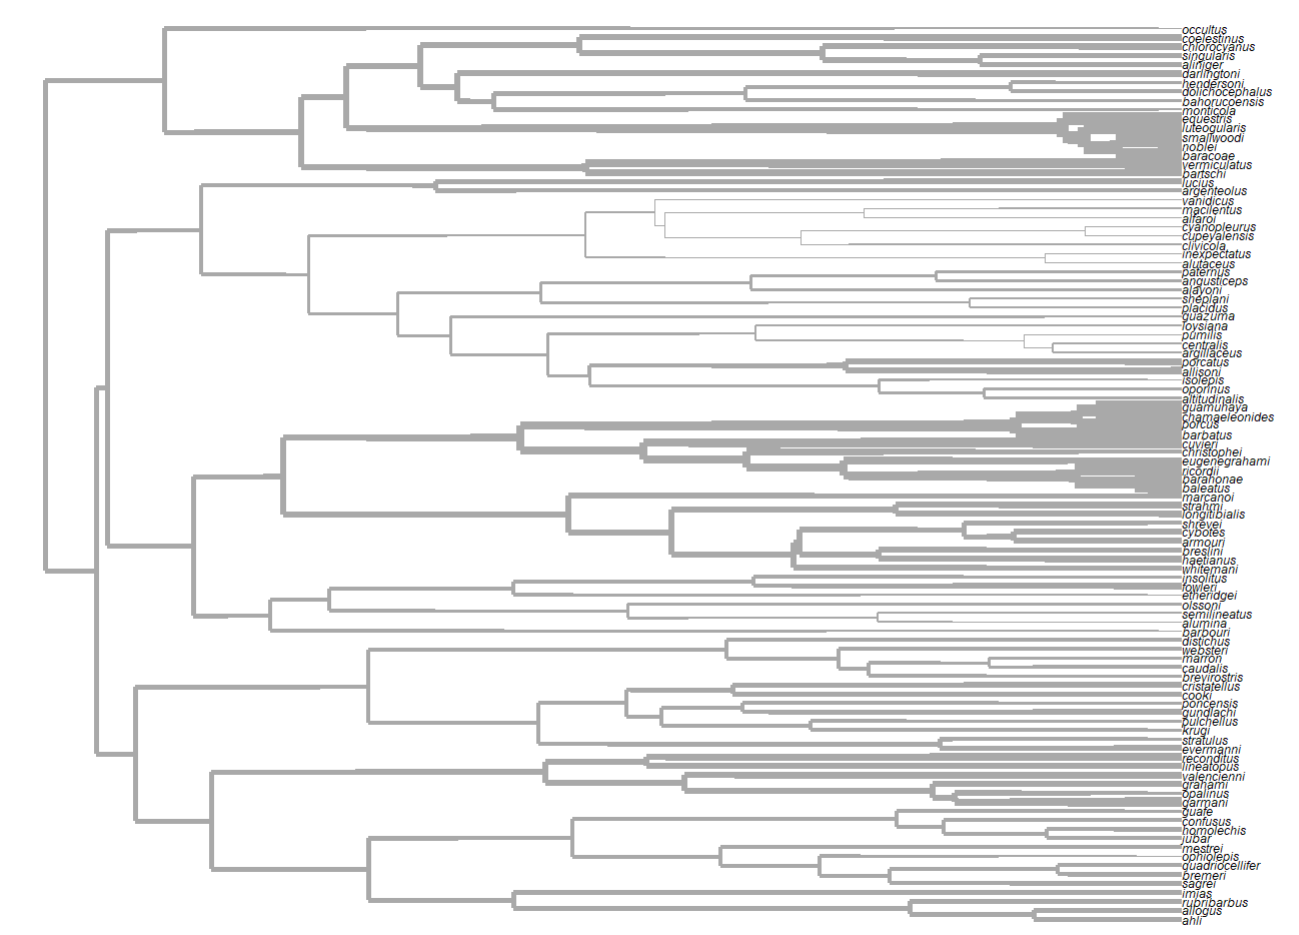 occultus
coelestinus
chlorocyanus
singularis
aliniger
darlingtoni
hendersoni
dolichocephalus
bahorucoensis
monticola
equestris
luteogularis
smallwoodi
noblei
baracoae
vermiculatus
bartschi
lucius
argenteolus
vanidicus
macilentus
alfaroi
cyanopleurus
cupeyalensis
clivicola
inexpectatus
alutaceus
paternus
angusticeps
alayoni
sheplani
placidus
guazuma
loysiana
pumilis
centralis
argillaceus
porcatus
allisoni
isolepis
oporinus
altitudinalis
guamuhaya
chamaeleonides
porcus
barbatus
cuvieri
christophei
eugenegrahami
ricordii
barahonae
baleatus
marcanoi
strahmi
longitibialis
shrevei
cybotes
armouri
breslini
haetianus
whitemani
insolitus
fowleri
etheridgei
olssoni
semilineatus
alumina
barbouri
distichus
websteri
marron
caudalis
brevirostris
cristatellus
cooki
poncensis
gundlachi
pulchellus
krugi
stratulus
evermanni
reconditus
lineatopus
valencienni
grahami
opalinus
garmani
guafe
confusus
homolechis
jubar
mestrei
ophiolepis
quadriocellifer
bremeri
sagrei
imias
rubribarbus
allogus
ahli